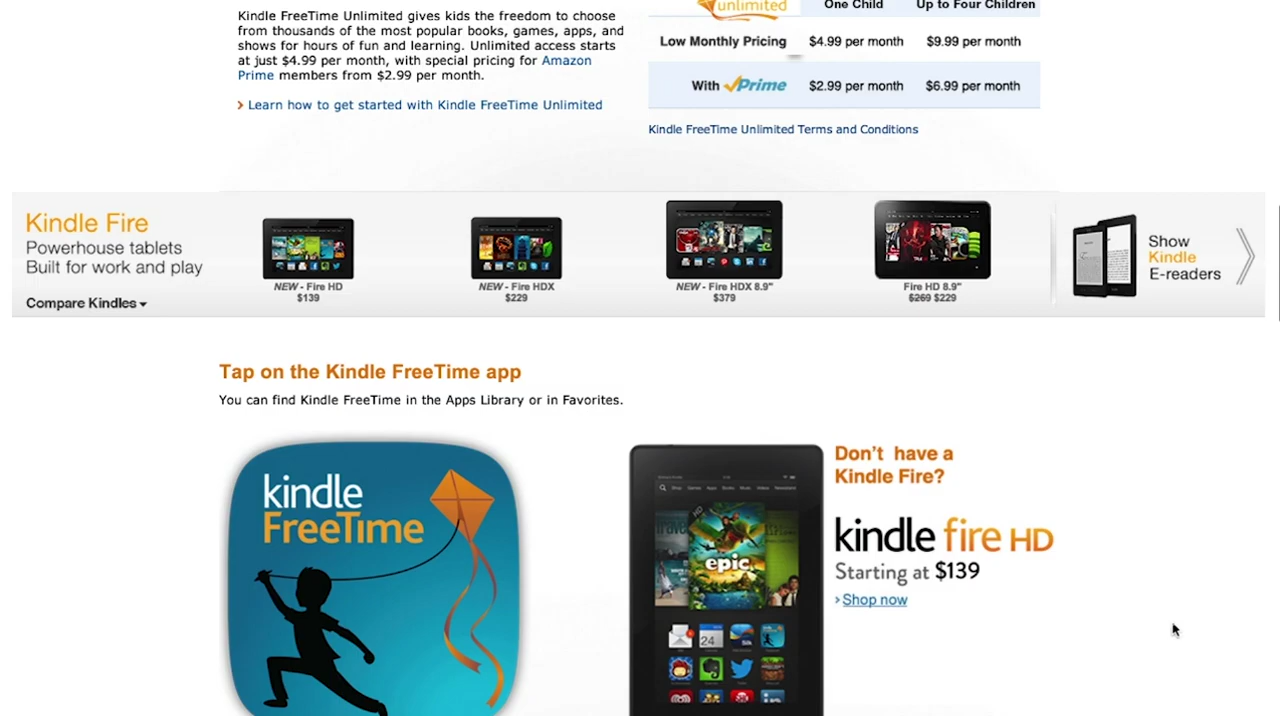 Kindle FreeTime Unlimited gives kids the freedom to choose
from thousands of the most popular books, games, apps, and
shows for hours of fun and learning. Unlimited access starts
at just $4.99 per month, with special pricing for Amazon
Prime members from $2.99 per month.
› Learn how to get started with Kindle FreeTime Unlimited
unlimited One Child Up to Four Children
Low Monthly Pricing $4.99 per month $9.99 per month
With Prime $2.99 per month $6.99 per month
Kindle FreeTime Unlimited Terms and Conditions
Kindle Fire
Powerhouse tablets
Built for work and play
Compare Kindles
NEW - Fire HD
$139
NEW - Fire HDX
$229
NEW - Fire HDX 8.9"
$379
Fire HD 8.9"
$269 $229
Show
Kindle
E-readers
Tap on the Kindle FreeTime app
You can find Kindle FreeTime in the Apps Library or in Favorites.
kindle
FreeTime
HD
epic
24
Don't have a
Kindle Fire?
kindle fire HD
Starting at $139
› Shop now